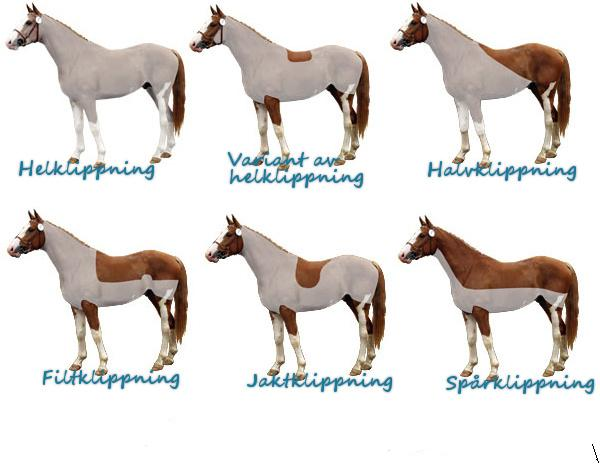 Helklippning
Variant av
helklippning
Halvklippning
Filtklippning
Jaktklippning
Spårklippning